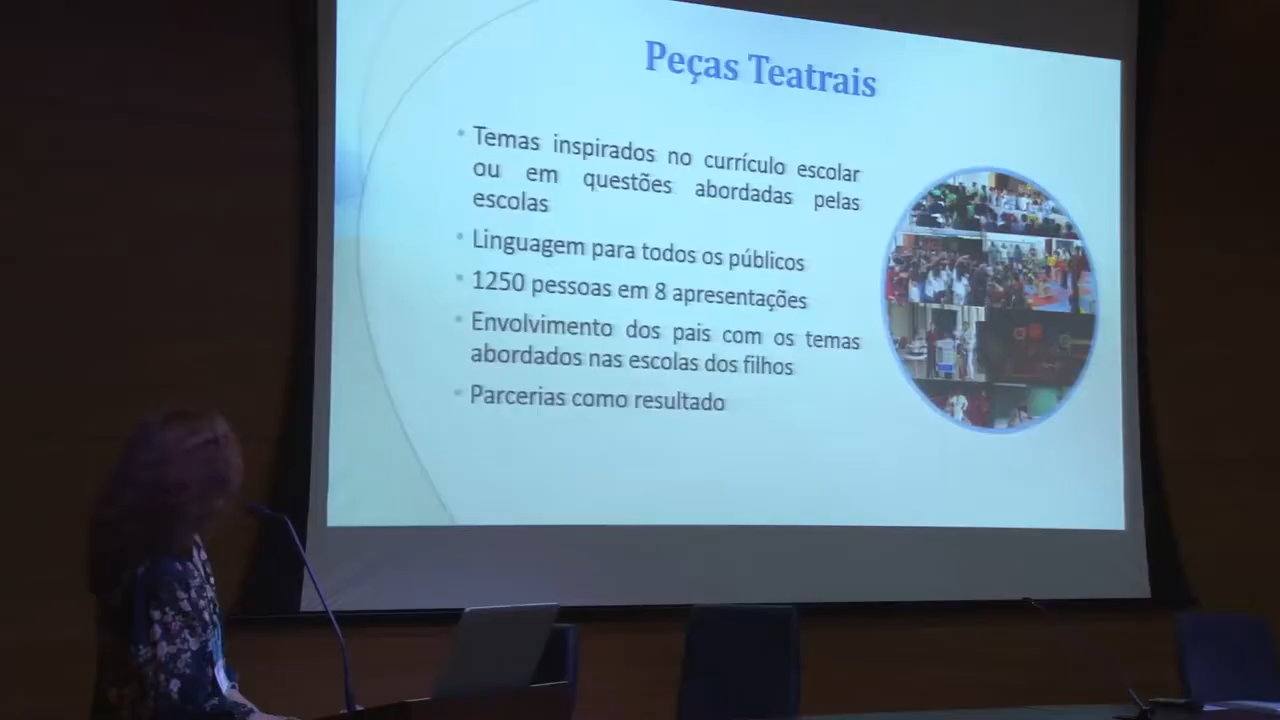 Peças Teatrais
• Temas inspirados no currículo escolar
ou em questões abordadas pelas
escolas
• Linguagem para todos os públicos
• 1250 pessoas em 8 apresentações
• Envolvimento dos pais com os temas
abordados nas escolas dos filhos
• Parcerias como resultado